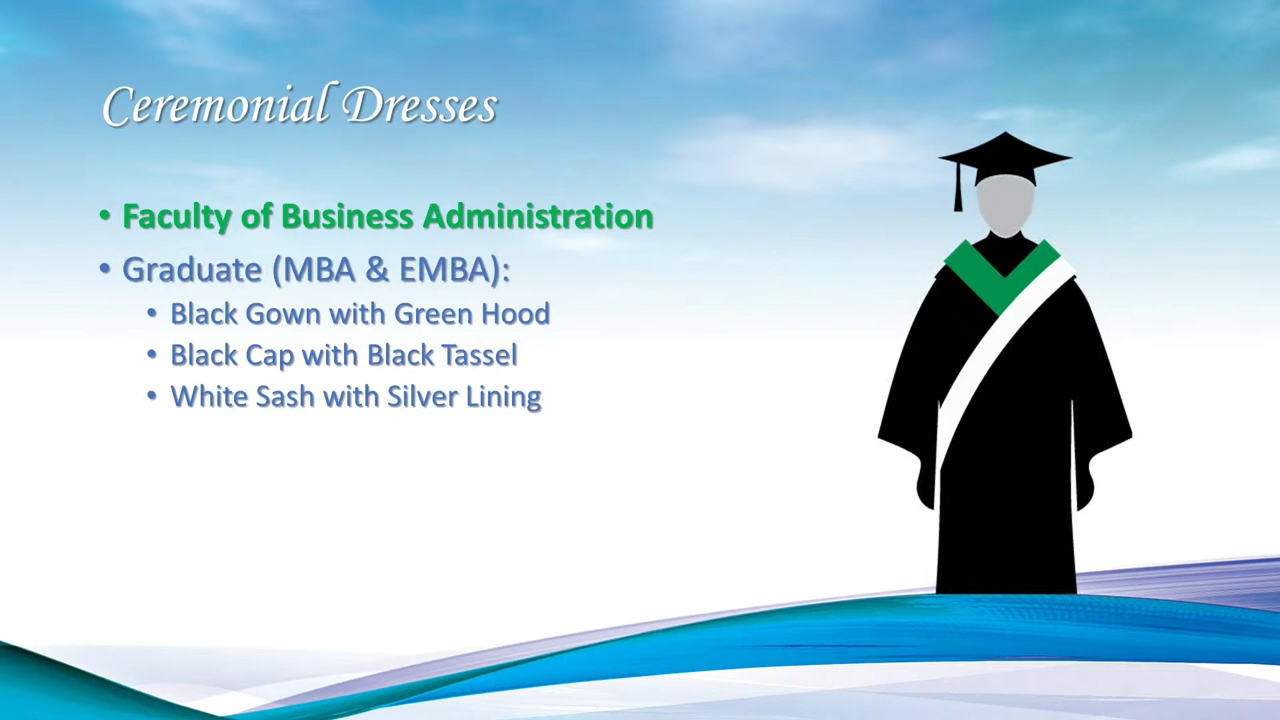 Ceremonial Dresses
• Faculty of Business Administration
• Graduate (MBA & EMBA):
• Black Gown with Green Hood
• Black Cap with Black Tassel
• White Sash with Silver Lining